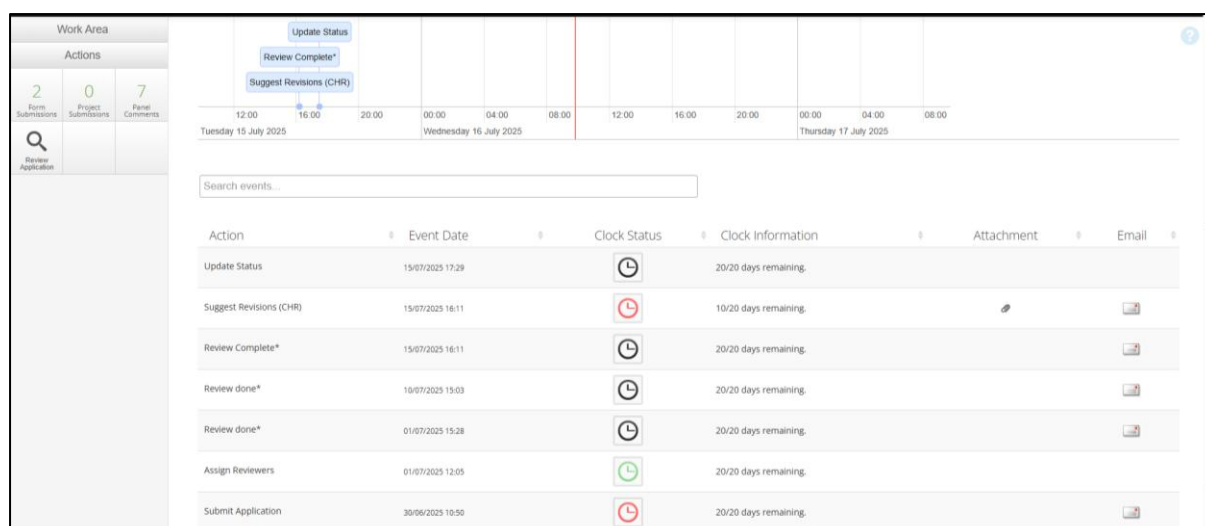 Work Area
Actions
2 0 7
Form Submissions Project Submissions Panel Comments
Review Application
Update Status
Review Complete*
Suggest Revisions (CHR)
12:00 16:00 20:00 00:00 04:00 08:00 12:00 16:00 20:00 00:00 04:00 08:00
Tuesday 15 July 2025 Wednesday 16 July 2025 Thursday 17 July 2025
?
Search events...
Action Event Date Clock Status Clock Information Attachment Email
Update Status 15/07/2025 17:29 20/20 days remaining.
Suggest Revisions (CHR) 15/07/2025 16:11 10/20 days remaining.
Review Complete* 15/07/2025 16:11 20/20 days remaining.
Review done* 10/07/2025 15:03 20/20 days remaining.
Review done* 01/07/2025 15:28 20/20 days remaining.
Assign Reviewers 01/07/2025 12:05 20/20 days remaining.
Submit Application 30/06/2025 10:50 20/20 days remaining.